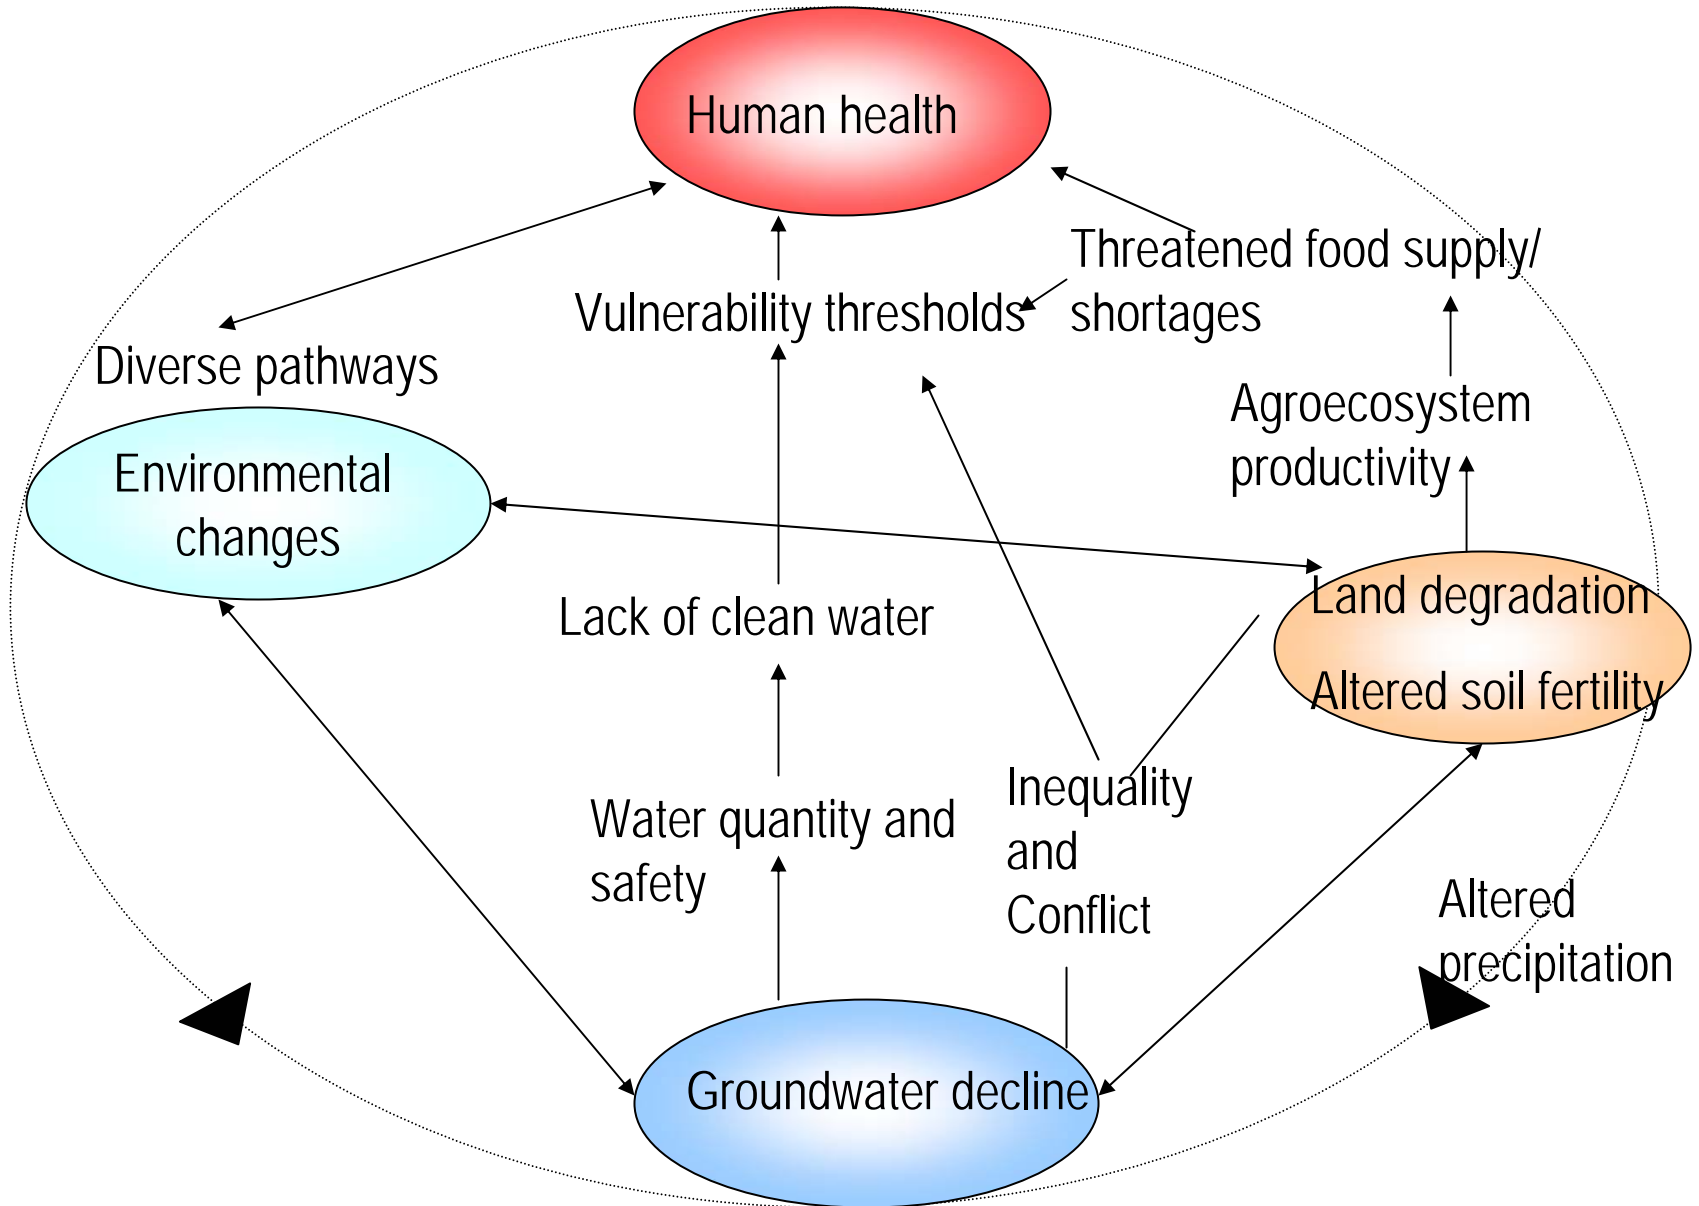 Human health
Threatened food supply/
shortages
Vulnerability thresholds
Diverse pathways
Agroecosystem
productivity
Environmental
changes
Land degradation
Altered soil fertility
Lack of clean water
Water quantity and
safety
Inequality
and
Conflict
Altered
precipitation
Groundwater decline